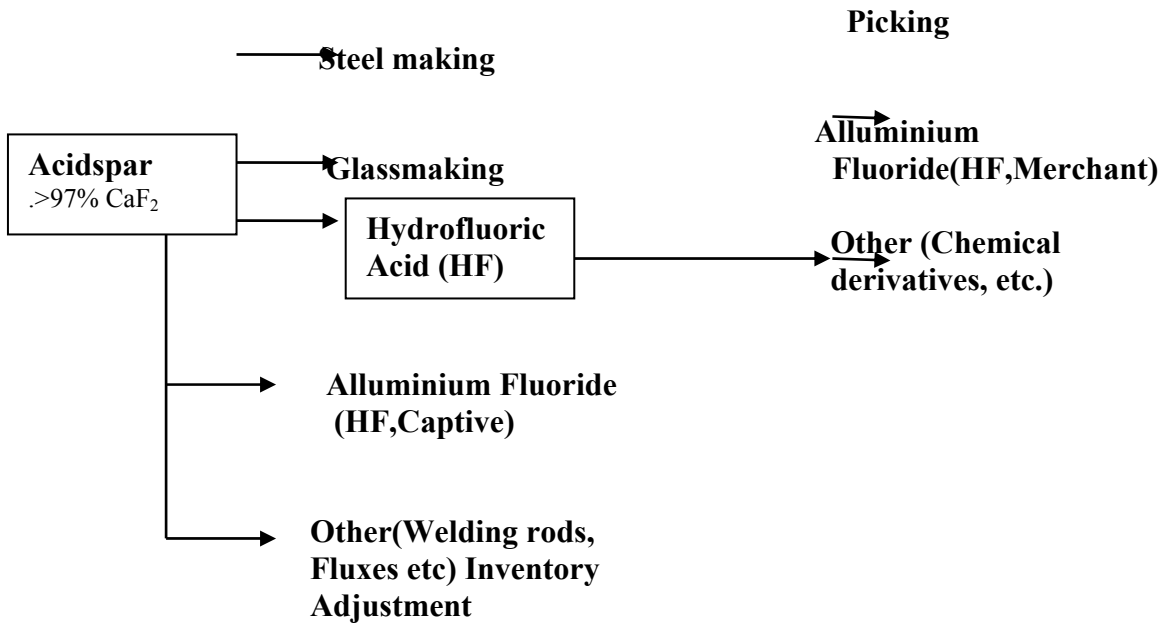 Picking
Steel making
Alluminium
Fluoride(HF,Merchant)
Acidspar
.>97% CaF₂
Glassmaking
Hydrofluoric
Acid (HF)
Other (Chemical
derivatives, etc.)
Alluminium Fluoride
(HF,Captive)
Other(Welding rods,
Fluxes etc) Inventory
Adjustment